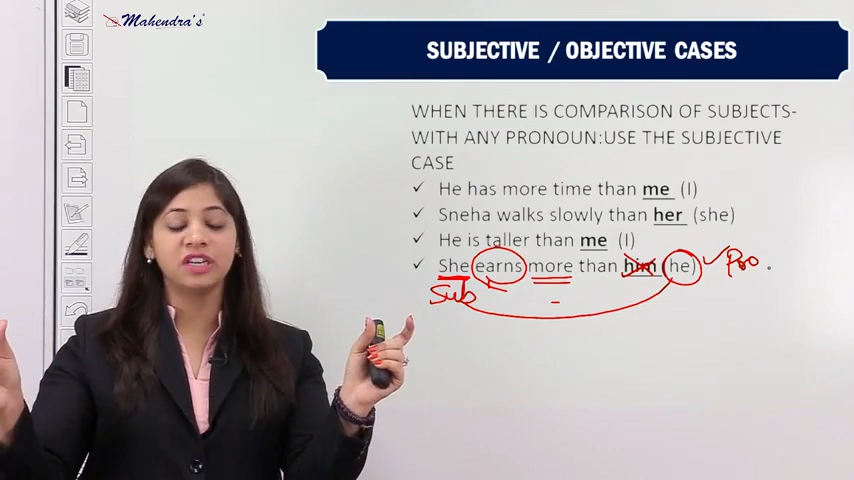 Mahendra's
SUBJECTIVE / OBJECTIVE CASES
WHEN THERE IS COMPARISON OF SUBJECTS-
WITH ANY PRONOUN:USE THE SUBJECTIVE
CASE
✓ He has more time than me (I)
✓ Sneha walks slowly than her (she)
✓ He is taller than me (I)
✓ She earns more than him (he) ✓ Pro
Sub